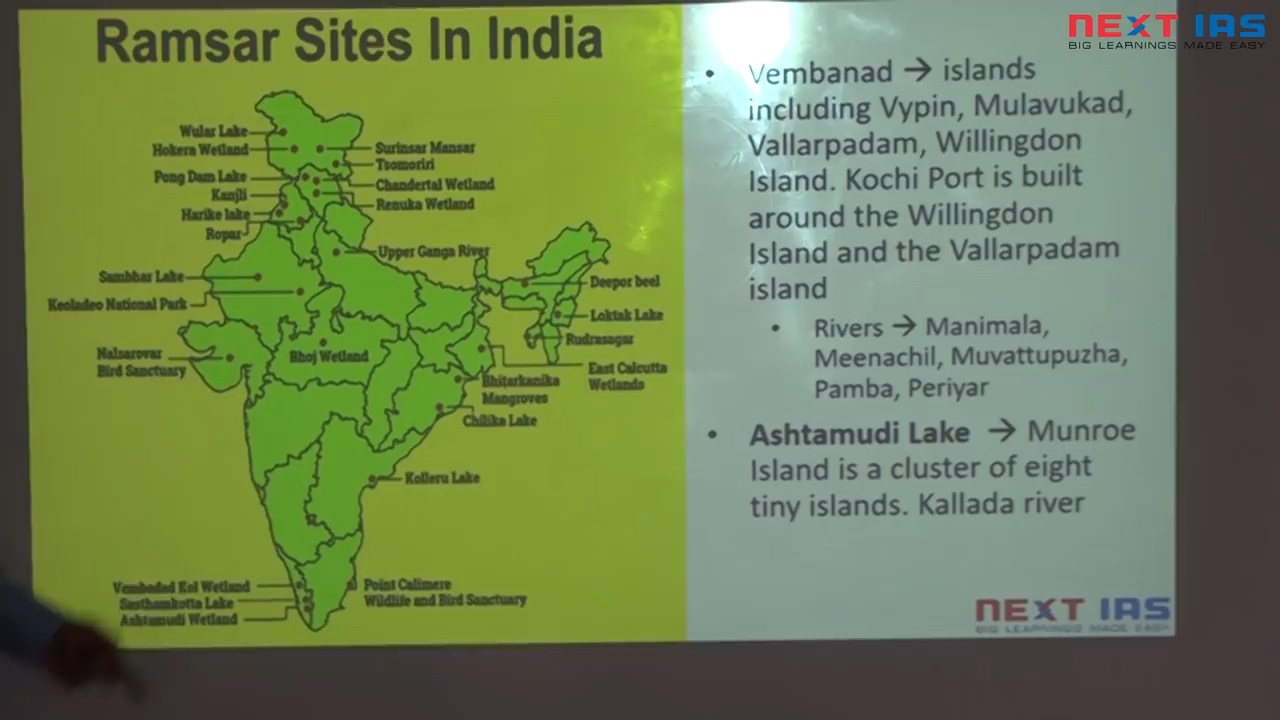 NEXT IAS
BIG LEARNINGS MADE EASY
Ramsar Sites In India
Wular Lake
Hokera Wetland
Pong Dam Lake
Kanjli
Harike lake
Ropar
Sambhar Lake
Keoladeo National Park
Nalsarovar
Bird Sanctuary
Vembadad Kol Wetland
Sasthamkotta Lake
Ashtamudi Wetland
Surinsar Mansar
Tsomoriri
Chandertal Wetland
Renuka Wetland
Upper Ganga River
Deepor beel
Loktak Lake
Rudrasagar
East Calcutta
Wetlands
Bhoj Wetland
Bhitarkanika
Mangroves
Chilika Lake
Kolleru Lake
Point Calimere
Wildlife and Bird Sanctuary
• Vembanad → islands
including Vypin, Mulavukad,
Vallarpadam, Willingdon
Island. Kochi Port is built
around the Willingdon
Island and the Vallarpadam
island
• Rivers → Manimala,
Meenachil, Muvattupuzha,
Pamba, Periyar
• Ashtamudi Lake → Munroe
Island is a cluster of eight
tiny islands. Kallada river
NEXT IAS
BIG LEARNINGS MADE EASY